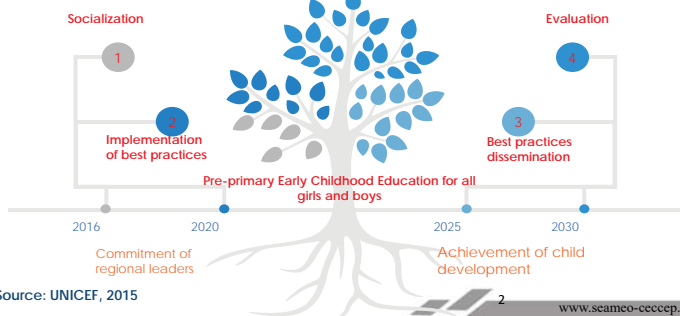 Socialization
Evaluation
1
4
2
3
Implementation
of best practices
Best practices
dissemination
Pre-primary Early Childhood Education for all
girls and boys
2016
2020
2025
2030
Commitment of
regional leaders
Achievement of child
development
Source: UNICEF, 2015
2
www.seameo-ceccep.